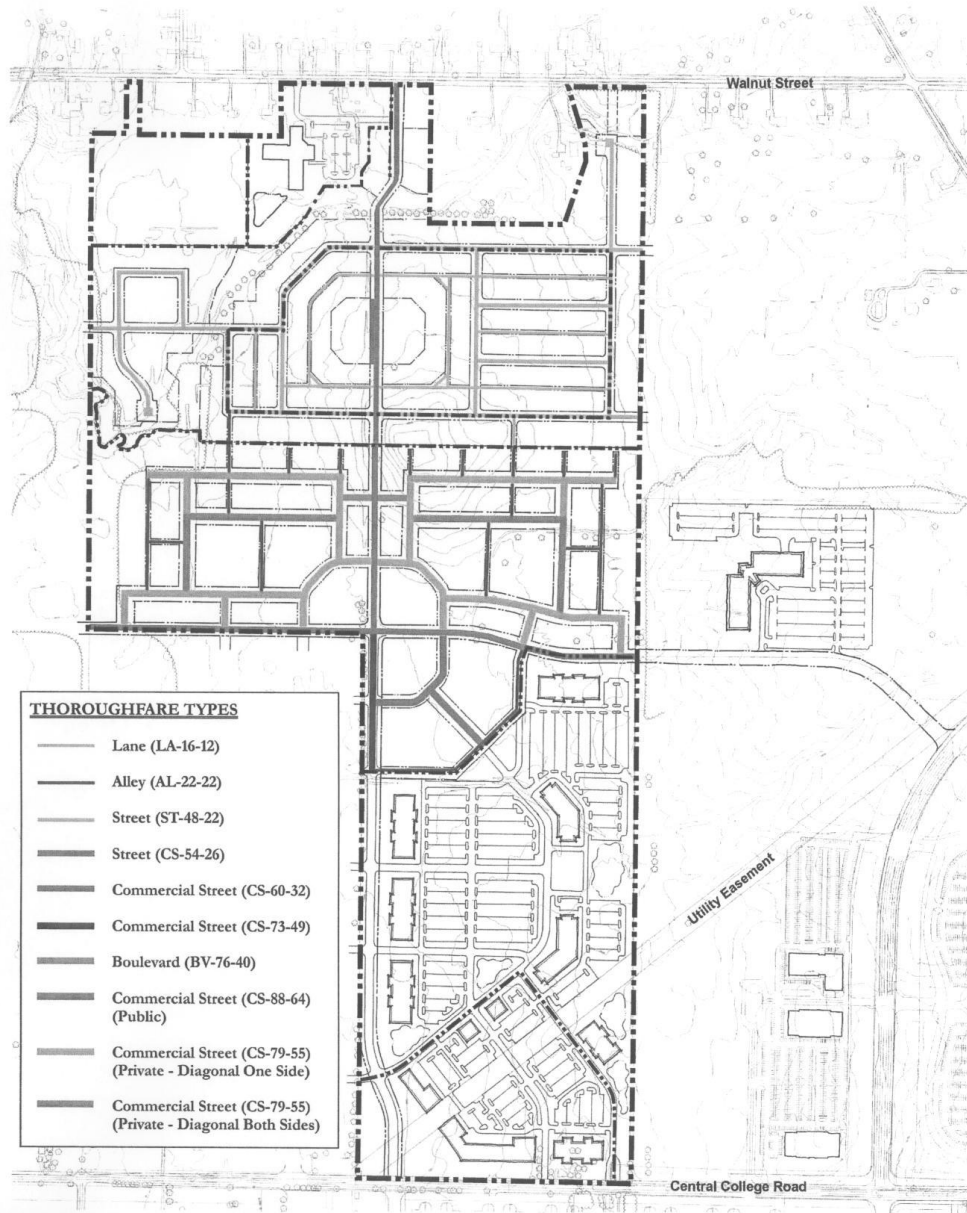 Walnut Street
THOROUGHFARE TYPES
Lane (LA-16-12)
Alley (AL-22-22)
Street (ST-48-22)
Street (CS-54-26)
Commercial Street (CS-60-32)
Commercial Street (CS-73-49)
Boulevard (BV-76-40)
Commercial Street (CS-88-64)
(Public)
Commercial Street (CS-79-55)
(Private - Diagonal One Side)
Commercial Street (CS-79-55)
(Private - Diagonal Both Sides)
Utility Easement
Central College Road